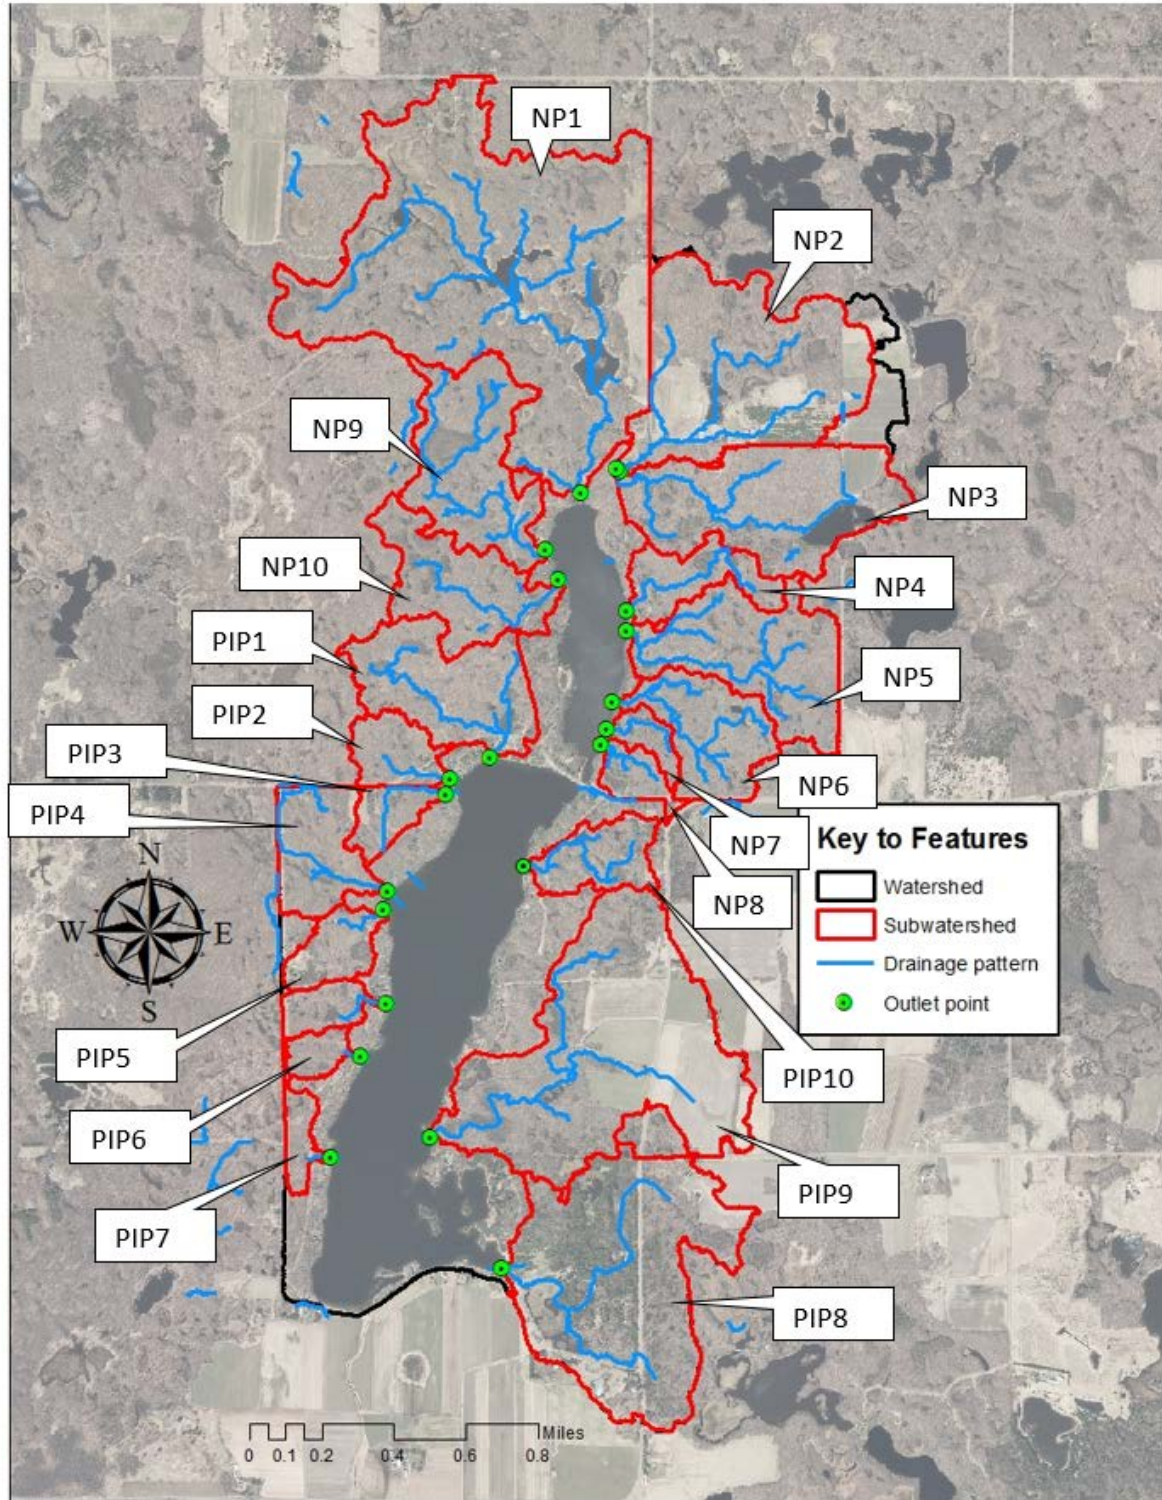 NP1
NP2
NP9
NP3
NP10
NP4
PIP1
NP5
PIP2
PIP3
NP6
PIP4
NP7
Key to Features
N
Watershed
NP8
W
E
Subwatershed
Drainage pattern
S
Outlet point
PIP5
PIP10
PIP6
PIP9
PIP7
PIP8
Miles
0 0.1 0.2 0.4 0.6 0.8